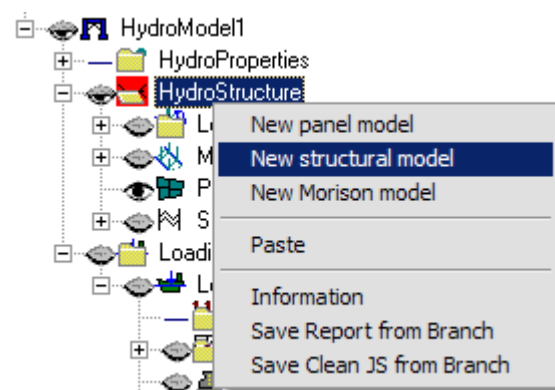 HydroModel1
HydroProperties
HydroStructure
New panel model
New structural model
New Morison model
Loadi
Paste
Information
Save Report from Branch
Save Clean JS from Branch